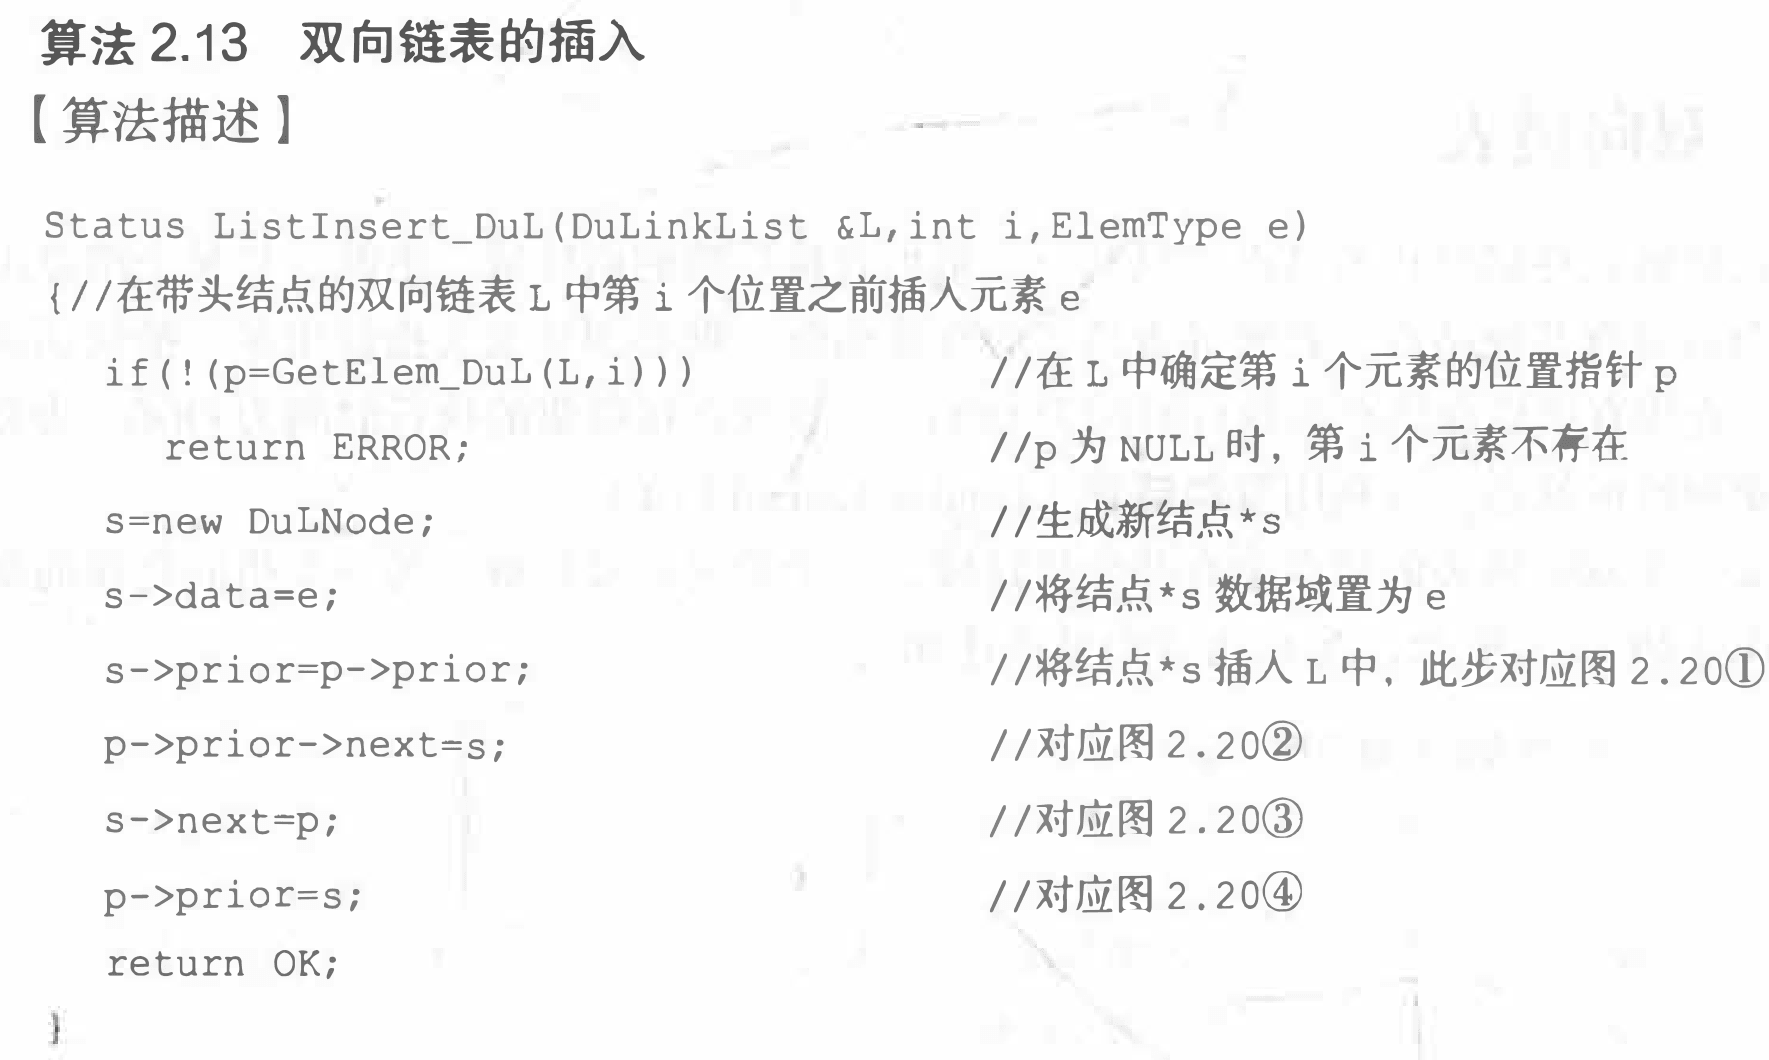 算法 2.13 双向链表的插入
【算法描述】
Status ListInsert_DuL(DuLinkList &L,int i,ElemType e)
{//在带头结点的双向链表 L 中第 i 个位置之前插入元素 e
if(!(p=GetElem_DuL(L,i))) //在 L 中确定第 i 个元素的位置指针 p
return ERROR; //p 为 NULL 时，第 i 个元素不存在
s=new DuLNode; //生成新结点*s
s->data=e; //将结点*s 数据域置为 e
s->prior=p->prior; //将结点*s 插入 L 中，此步对应图 2.20①
p->prior->next=s; //对应图 2.20②
s->next=p; //对应图 2.20③
p->prior=s; //对应图 2.20④
return OK;
}